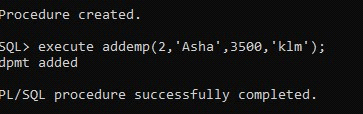 Procedure created.
SQL> execute addemp(2,'Asha',3500,'klm');
dpmt added
PL/SQL procedure successfully completed.